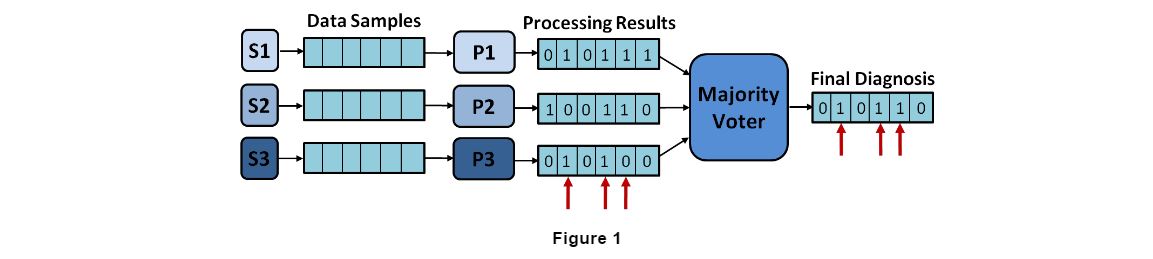 Data Samples
Processing Results
S1
P1
0 1 0 1 1 1
S2
P2
1 0 0 1 1 0
Majority
Voter
Final Diagnosis
0 1 0 1 1 0
S3
P3
0 1 0 1 0 0
Figure 1